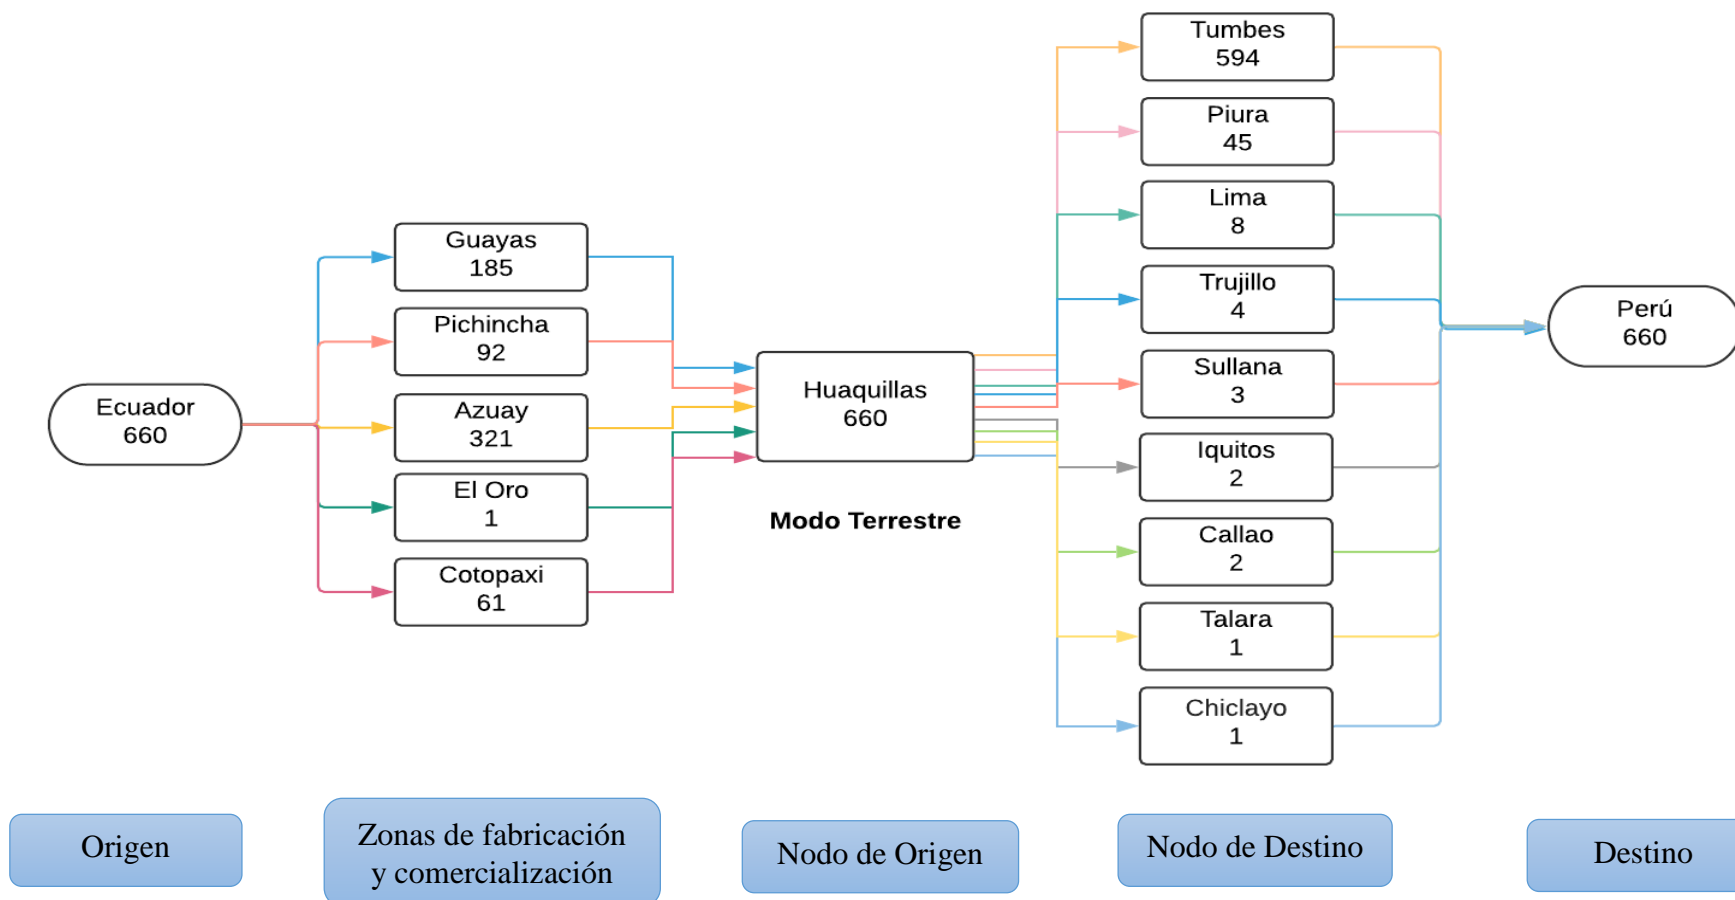 Ecuador
660
Guayas
185
Pichincha
92
Azuay
321
El Oro
1
Cotopaxi
61
Huaquillas
660
Modo Terrestre
Tumbes
594
Piura
45
Lima
8
Trujillo
4
Sullana
3
Iquitos
2
Callao
2
Talara
1
Chiclayo
1
Perú
660
Origen
Zonas de fabricación
y comercialización
Nodo de Origen
Nodo de Destino
Destino